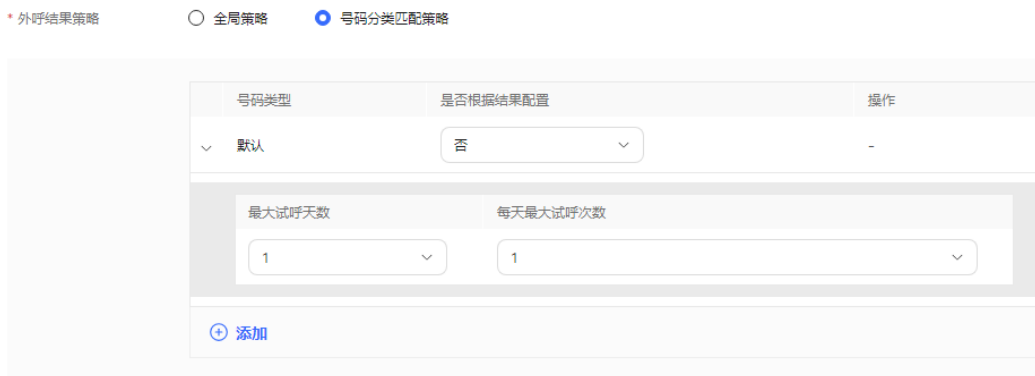 * 外呼结果策略 全局策略 号码分类匹配策略
号码类型 是否根据结果配置 操作
默认 否 -
最大试呼天数 每天最大试呼次数
1 1
添加